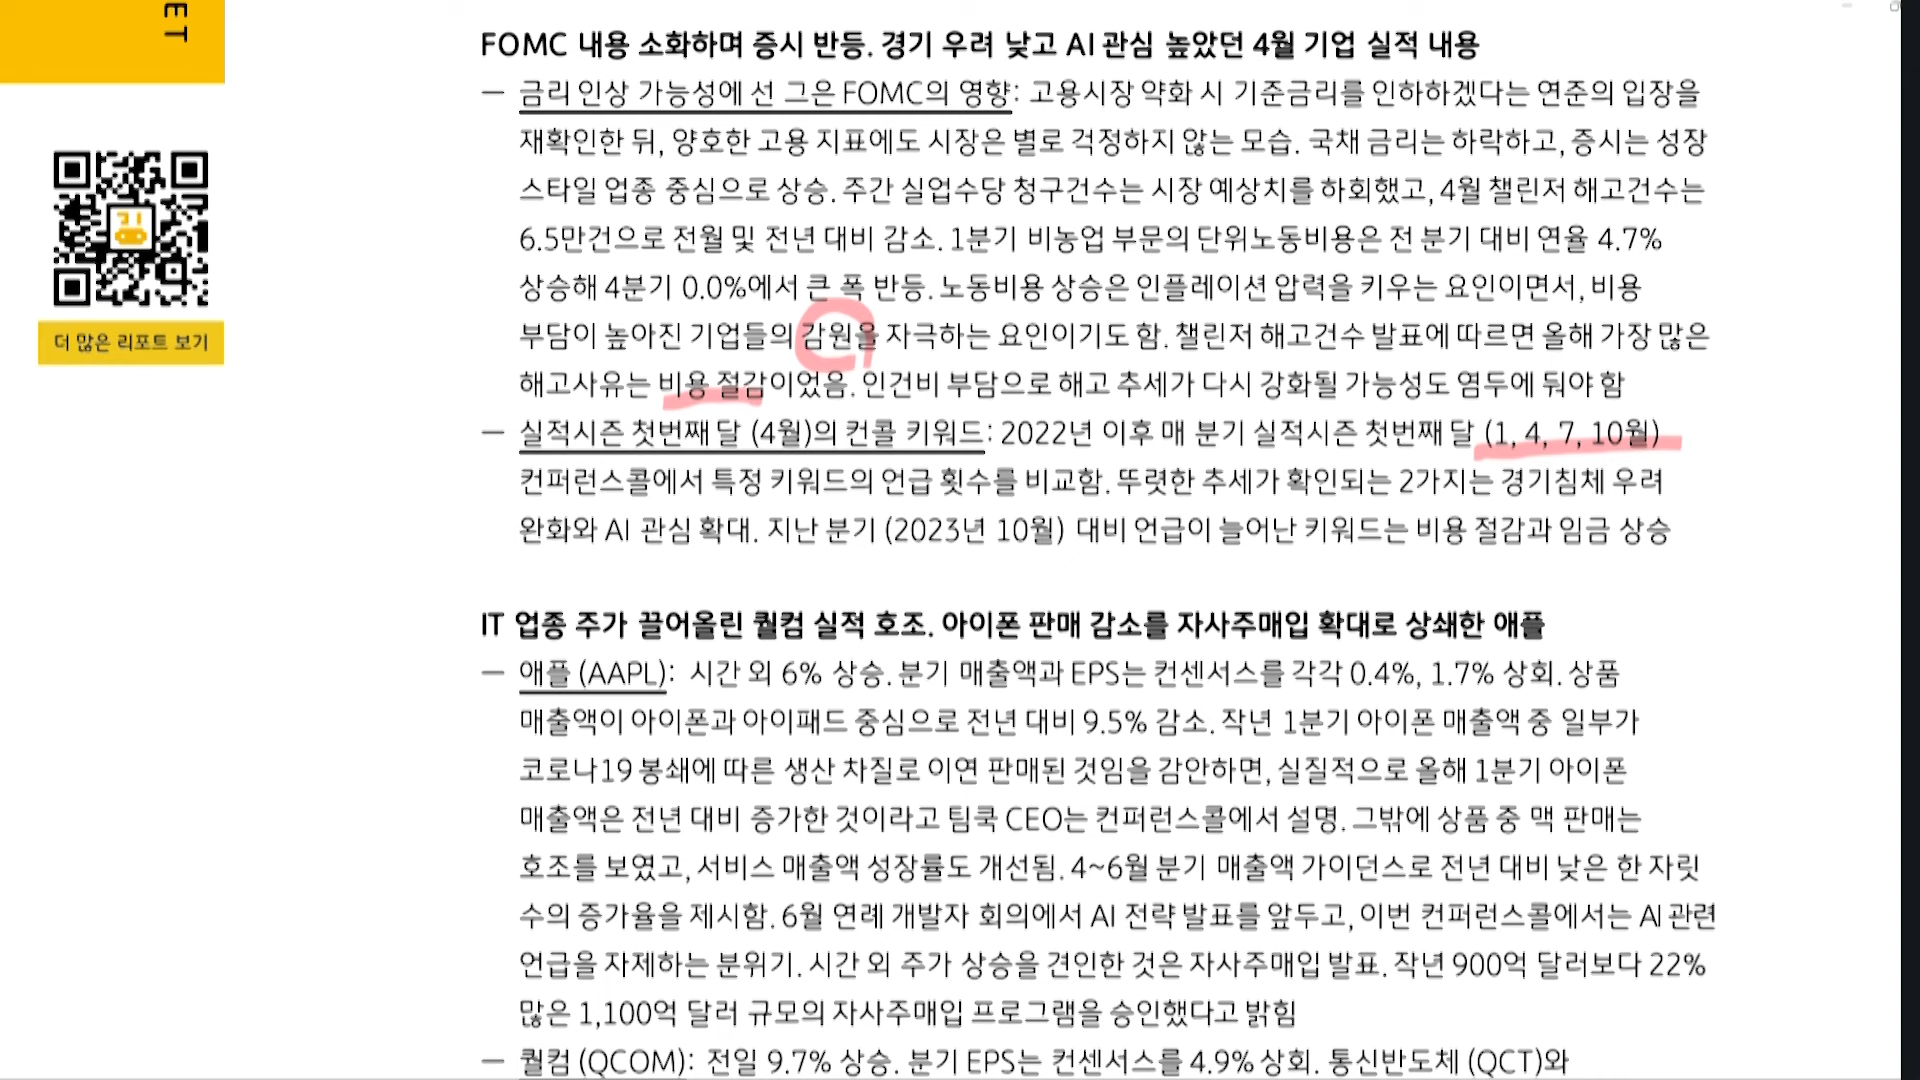 ET
더 많은 리포트 보기
FOMC 내용 소화하며 증시 반등. 경기 우려 낮고 AI 관심 높았던 4월 기업 실적 내용
— 금리 인상 가능성에 선 그은 FOMC의 영향: 고용시장 약화 시 기준금리를 인하하겠다는 연준의 입장을
재확인한 뒤, 양호한 고용 지표에도 시장은 별로 걱정하지 않는 모습. 국채 금리는 하락하고, 증시는 성장
스타일 업종 중심으로 상승. 주간 실업수당 청구건수는 시장 예상치를 하회했고, 4월 챌린저 해고건수는
6.5만건으로 전월 및 전년 대비 감소. 1분기 비농업 부문의 단위노동비용은 전 분기 대비 연율 4.7%
상승해 4분기 0.0%에서 큰 폭 반등. 노동비용 상승은 인플레이션 압력을 키우는 요인이면서, 비용
부담이 높아진 기업들의 감원을 자극하는 요인이기도 함. 챌린저 해고건수 발표에 따르면 올해 가장 많은
해고사유는 비용 절감이었음. 인건비 부담으로 해고 추세가 다시 강화될 가능성도 염두에 둬야 함
— 실적시즌 첫번째 달 (4월)의 컨콜 키워드: 2022년 이후 매 분기 실적시즌 첫번째 달 (1, 4, 7, 10월)
컨퍼런스콜에서 특정 키워드의 언급 횟수를 비교함. 뚜렷한 추세가 확인되는 2가지는 경기침체 우려
완화와 AI 관심 확대. 지난 분기 (2023년 10월) 대비 언급이 늘어난 키워드는 비용 절감과 임금 상승
IT 업종 주가 끌어올린 퀄컴 실적 호조. 아이폰 판매 감소를 자사주매입 확대로 상쇄한 애플
— 애플 (AAPL): 시간 외 6% 상승. 분기 매출액과 EPS는 컨센서스를 각각 0.4%, 1.7% 상회. 상품
매출액이 아이폰과 아이패드 중심으로 전년 대비 9.5% 감소. 작년 1분기 아이폰 매출액 중 일부가
코로나19 봉쇄에 따른 생산 차질로 이연 판매된 것임을 감안하면, 실질적으로 올해 1분기 아이폰
매출액은 전년 대비 증가한 것이라고 팀쿡 CEO는 컨퍼런스콜에서 설명. 그밖에 상품 중 맥 판매는
호조를 보였고, 서비스 매출액 성장률도 개선됨. 4~6월 분기 매출액 가이던스로 전년 대비 낮은 한 자릿
수의 증가율을 제시함. 6월 연례 개발자 회의에서 AI 전략 발표를 앞두고, 이번 컨퍼런스콜에서는 AI 관련
언급을 자제하는 분위기. 시간 외 주가 상승을 견인한 것은 자사주매입 발표. 작년 900억 달러보다 22%
많은 1,100억 달러 규모의 자사주매입 프로그램을 승인했다고 밝힘
— 퀄컴 (QCOM): 전일 9.7% 상승. 분기 EPS는 컨센서스를 4.9% 상회. 통신반도체 (QCT)와